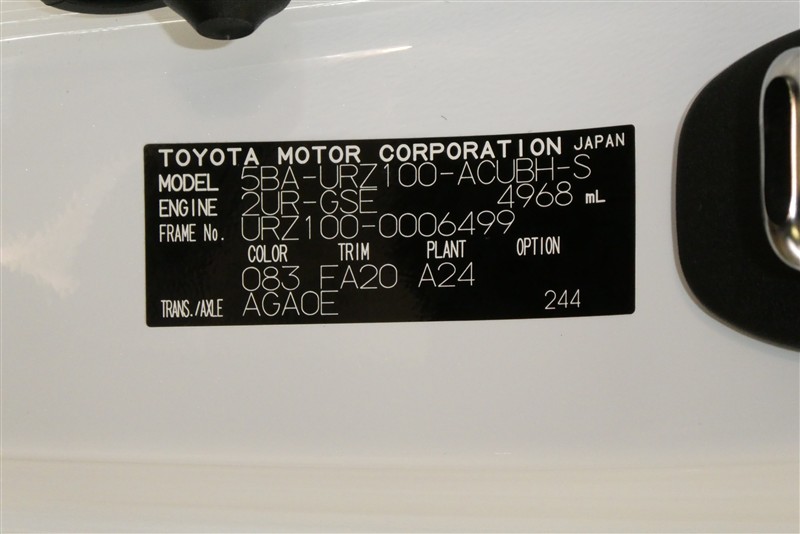 TOYOTA MOTOR CORPORATION JAPAN
MODEL 5BA-URZ100-ACUBH-S
ENGINE 2UR-GSE 4968 mL
FRAME No. URZ100-0006499
COLOR TRIM PLANT OPTION
083 EA20 A24
TRANS./AXLE AGA0E 244